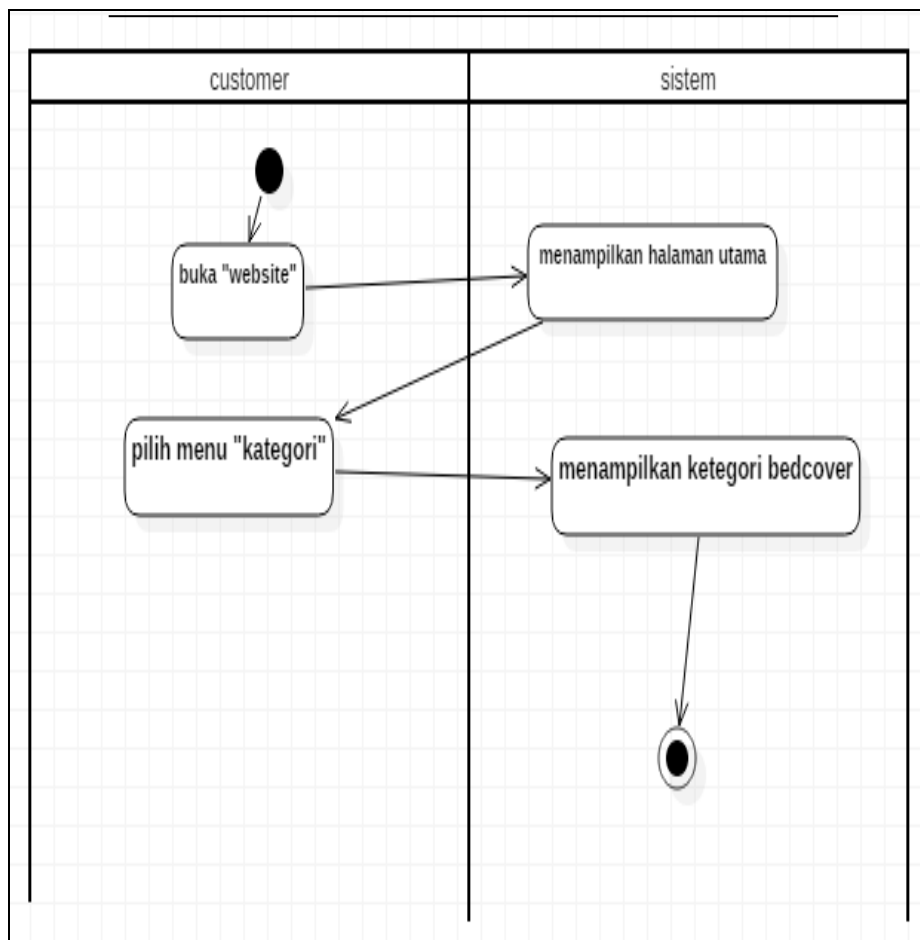 customer
sistem
buka "website"
menampilkan halaman utama
pilih menu "kategori"
menampilkan ketegori bedcover